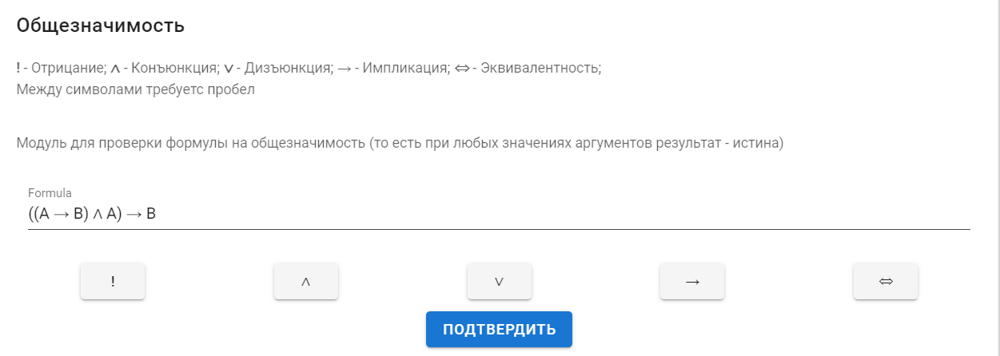 Общезначимость
! - Отрицание; ∧ - Конъюнкция; ∨ - Дизъюнкция; → - Импликация; ⇔ - Эквивалентность;
Между символами требуетс пробел
Модуль для проверки формулы на общезначимость (то есть при любых значениях аргументов результат - истина)
Formula
((A → B) ∧ A) → B
! ∧ ∨ → ⇔
ПОДТВЕРДИТЬ